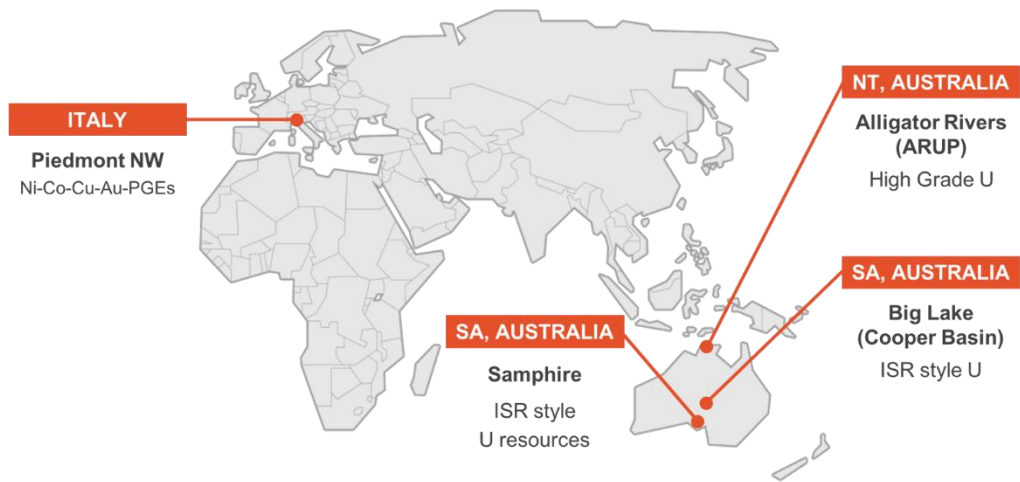 ITALY
Piedmont NW
Ni-Co-Cu-Au-PGEs
NT, AUSTRALIA
Alligator Rivers
(ARUP)
High Grade U
SA, AUSTRALIA
Big Lake
(Cooper Basin)
ISR style U
SA, AUSTRALIA
Samphire
ISR style
U resources